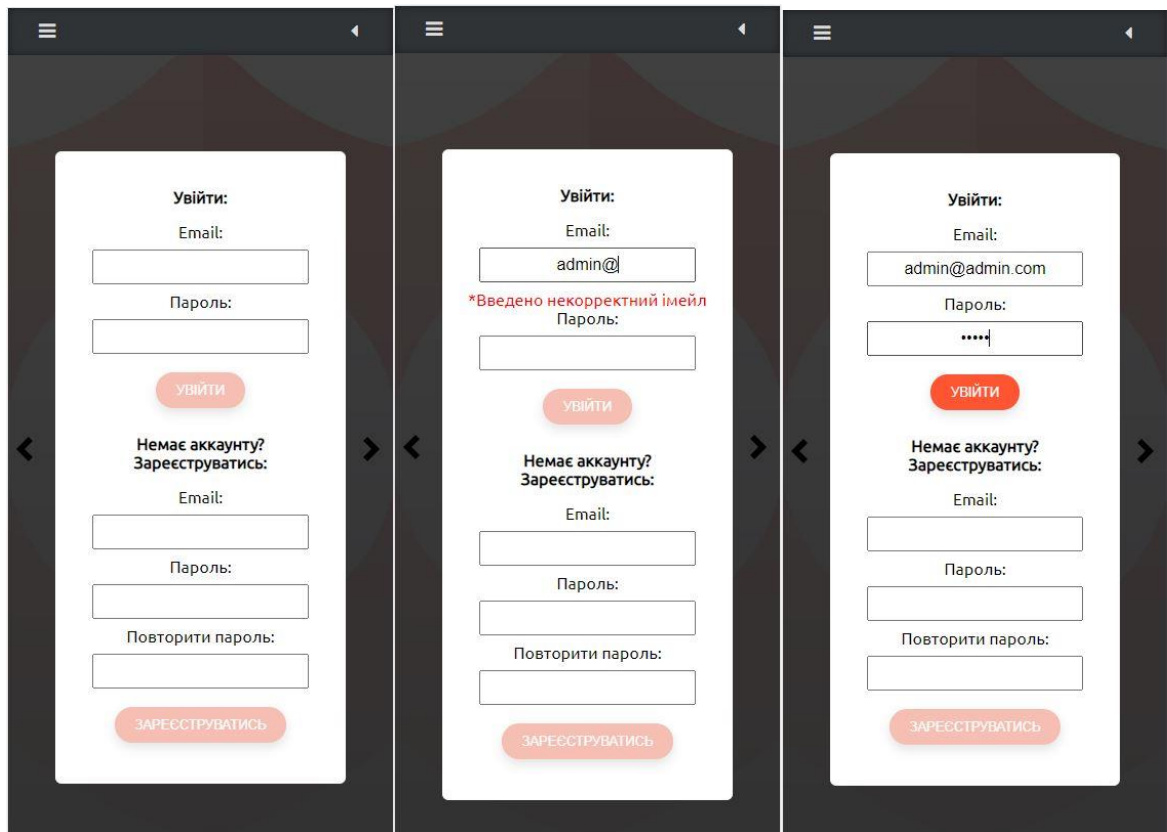 Увійти:
Email:
Пароль:
УВІЙТИ
Немає аккаунту?
Зареєструватись:
Email:
Пароль:
Повторити пароль:
ЗАРЕЄСТРУВАТИСЬ
Увійти:
Email:
admin@
*Введено некорректний імейл
Пароль:
УВІЙТИ
Немає аккаунту?
Зареєструватись:
Email:
Пароль:
Повторити пароль:
ЗАРЕЄСТРУВАТИСЬ
Увійти:
Email:
admin@admin.com
Пароль:
•••••
УВІЙТИ
Немає аккаунту?
Зареєструватись:
Email:
Пароль:
Повторити пароль:
ЗАРЕЄСТРУВАТИСЬ